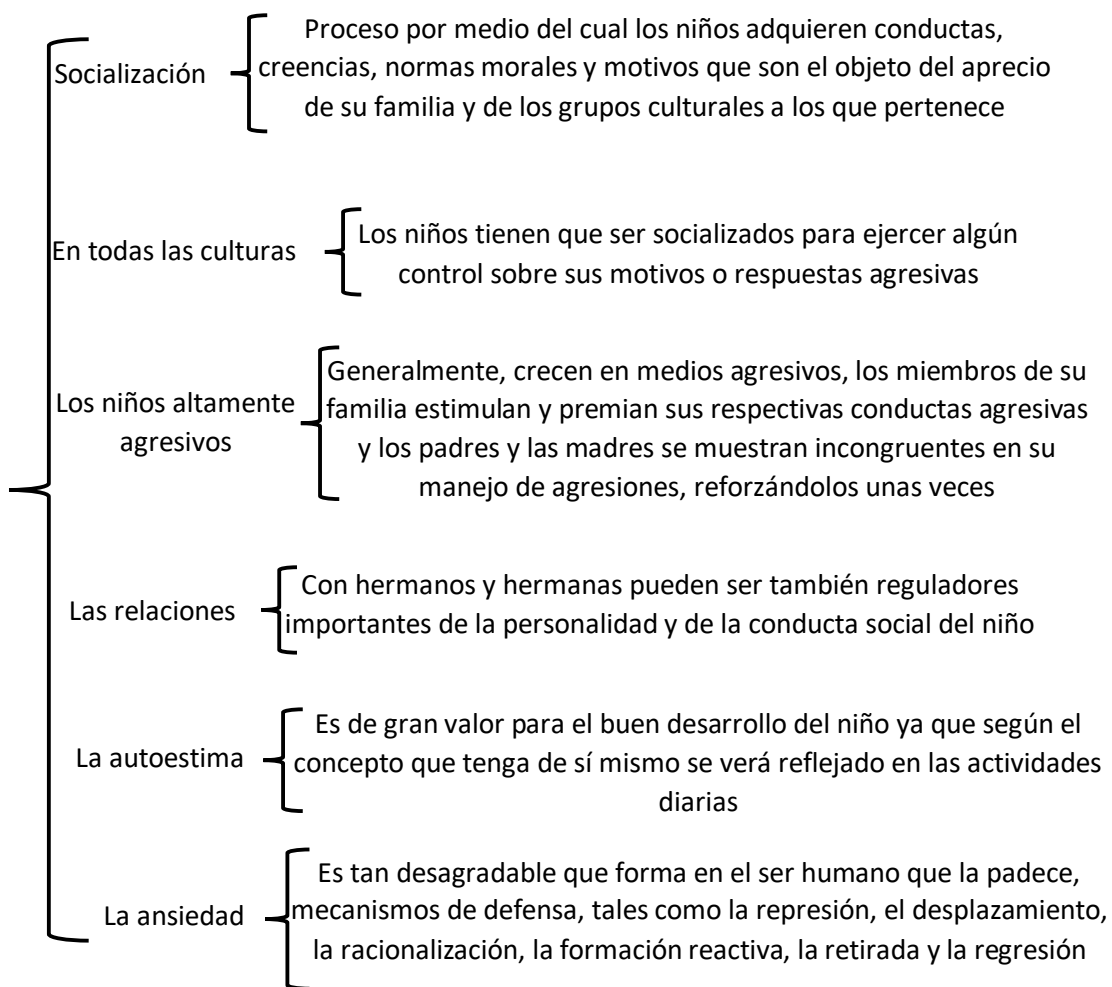 Socialización
Proceso por medio del cual los niños adquieren conductas,
creencias, normas morales y motivos que son el objeto del aprecio
de su familia y de los grupos culturales a los que pertenece
En todas las culturas
Los niños tienen que ser socializados para ejercer algún
control sobre sus motivos o respuestas agresivas
Los niños altamente
agresivos
Generalmente, crecen en medios agresivos, los miembros de su
familia estimulan y premian sus respectivas conductas agresivas
y los padres y las madres se muestran incongruentes en su
manejo de agresiones, reforzándolos unas veces
Las relaciones
Con hermanos y hermanas pueden ser también reguladores
importantes de la personalidad y de la conducta social del niño
La autoestima
Es de gran valor para el buen desarrollo del niño ya que según el
concepto que tenga de sí mismo se verá reflejado en las actividades
diarias
La ansiedad
Es tan desagradable que forma en el ser humano que la padece,
mecanismos de defensa, tales como la represión, el desplazamiento,
la racionalización, la formación reactiva, la retirada y la regresión